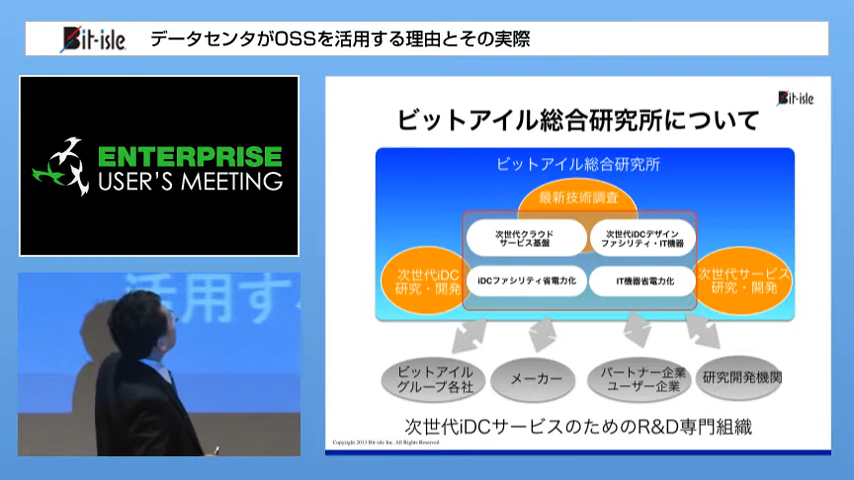 Bit-isle データセンタがOSSを活用する理由とその実際
ENTERPRISE
USER'S MEETING
活用す
Bit-isle
ビットアイル総合研究所について
ビットアイル総合研究所
最新技術調査
次世代クラウド
サービス基盤
次世代iDCデザイン
ファシリティ・IT機器
次世代iDC
研究・開発
iDCファシリティ省電力化
IT機器省電力化
次世代サービス
研究・開発
ビットアイル
グループ各社
メーカー
パートナー企業
ユーザー企業
研究開発機関
次世代iDCサービスのためのR&D専門組織
Copyright 2013 Bit-isle Inc. All Rights Reserved